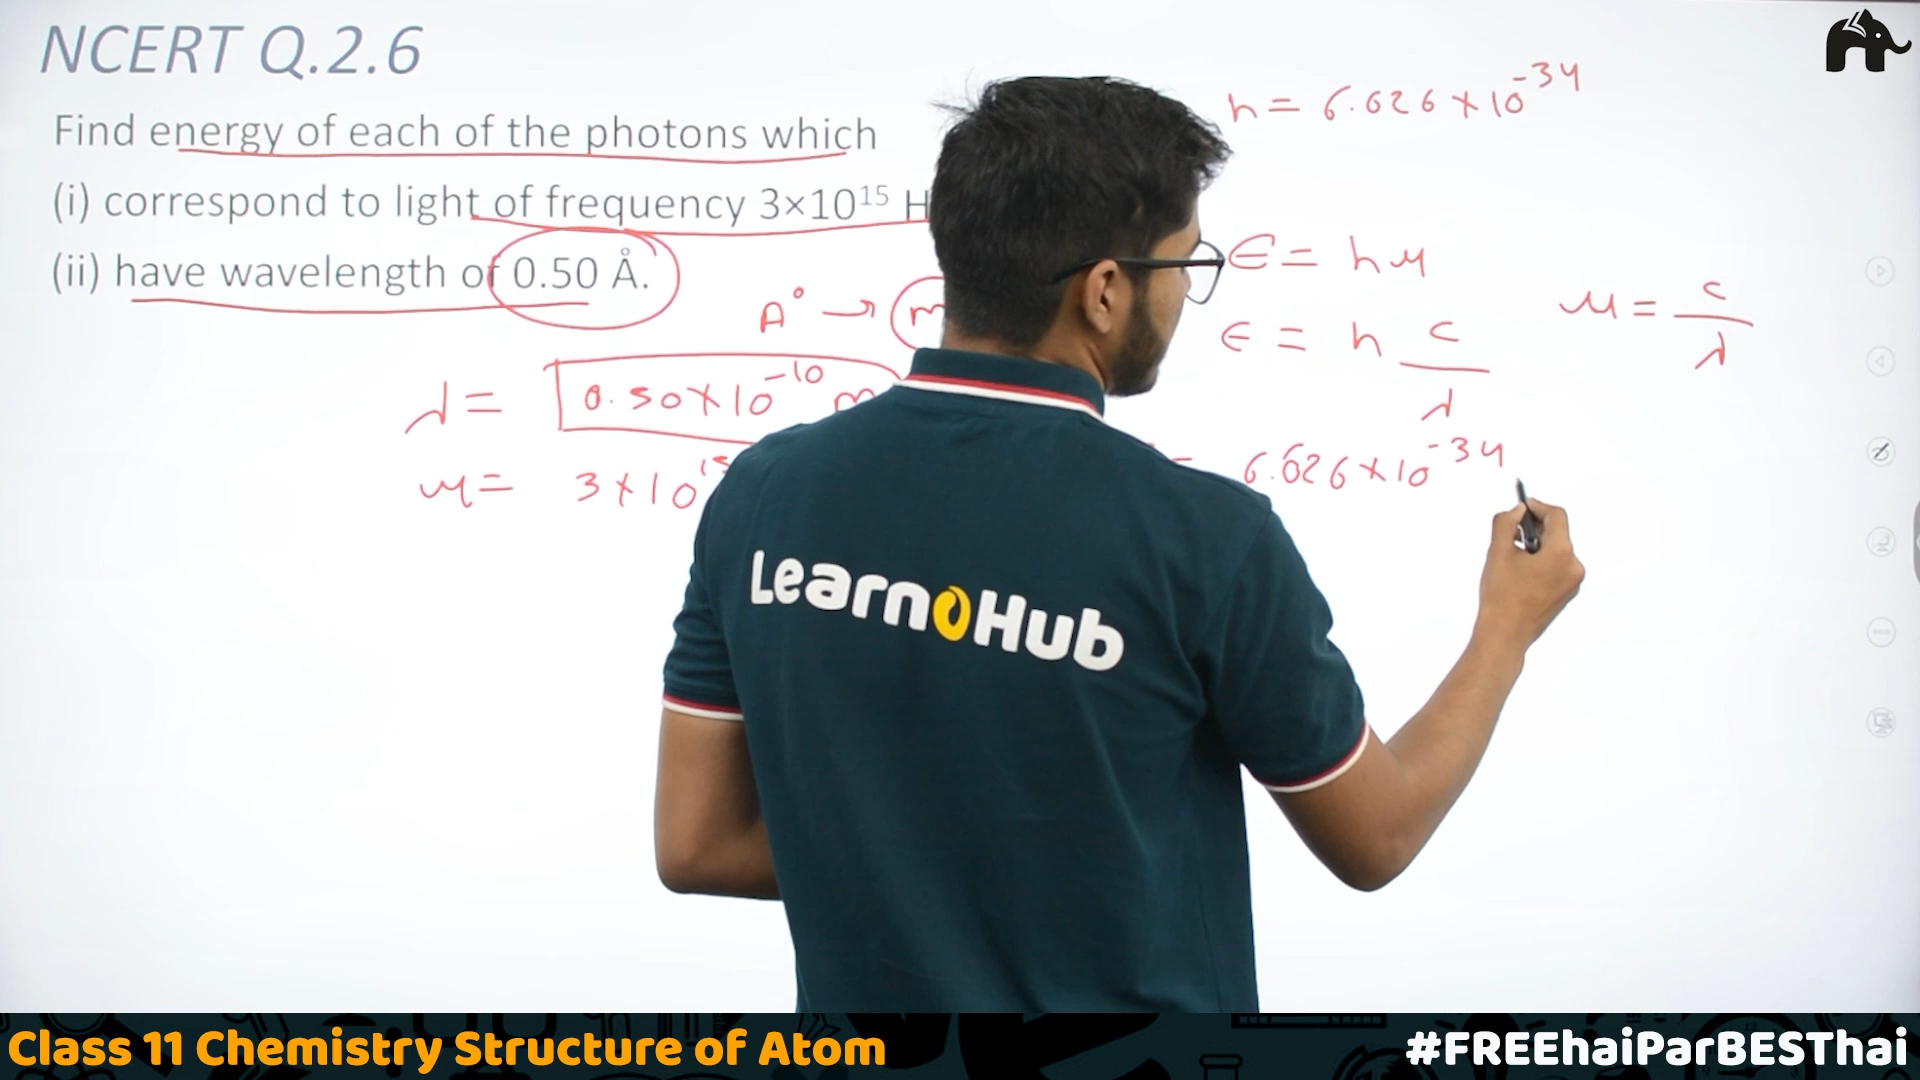 NCERT Q.2.6
Find energy of each of the photons which
(i) correspond to light of frequency 3×10¹⁵ H
(ii) have wavelength of 0.50 Å.
A° → m
λ = 0.50×10⁻¹⁰ m
ν = 3×10¹⁵
h = 6.626×10⁻³⁴
E = hν
ν = c/λ
E = h c/λ
= 6.626×10⁻³⁴
LearnoHub
Class 11 Chemistry Structure of Atom
#FREEhaiParBESThai